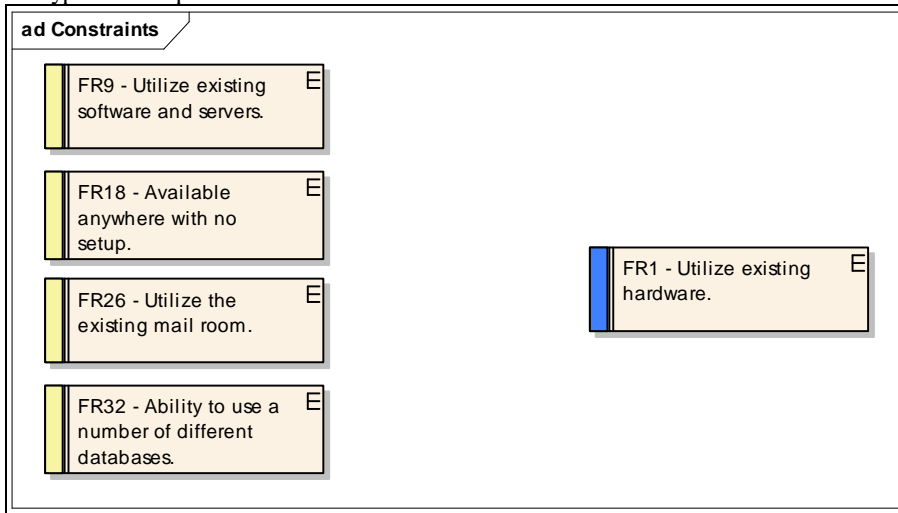 ad Constraints
FR9 - Utilize existing
software and servers.
E
FR18 - Available
anywhere with no
setup.
E
FR26 - Utilize the
existing mail room.
E
FR32 - Ability to use a
number of different
databases.
E
FR1 - Utilize existing
hardware.
E